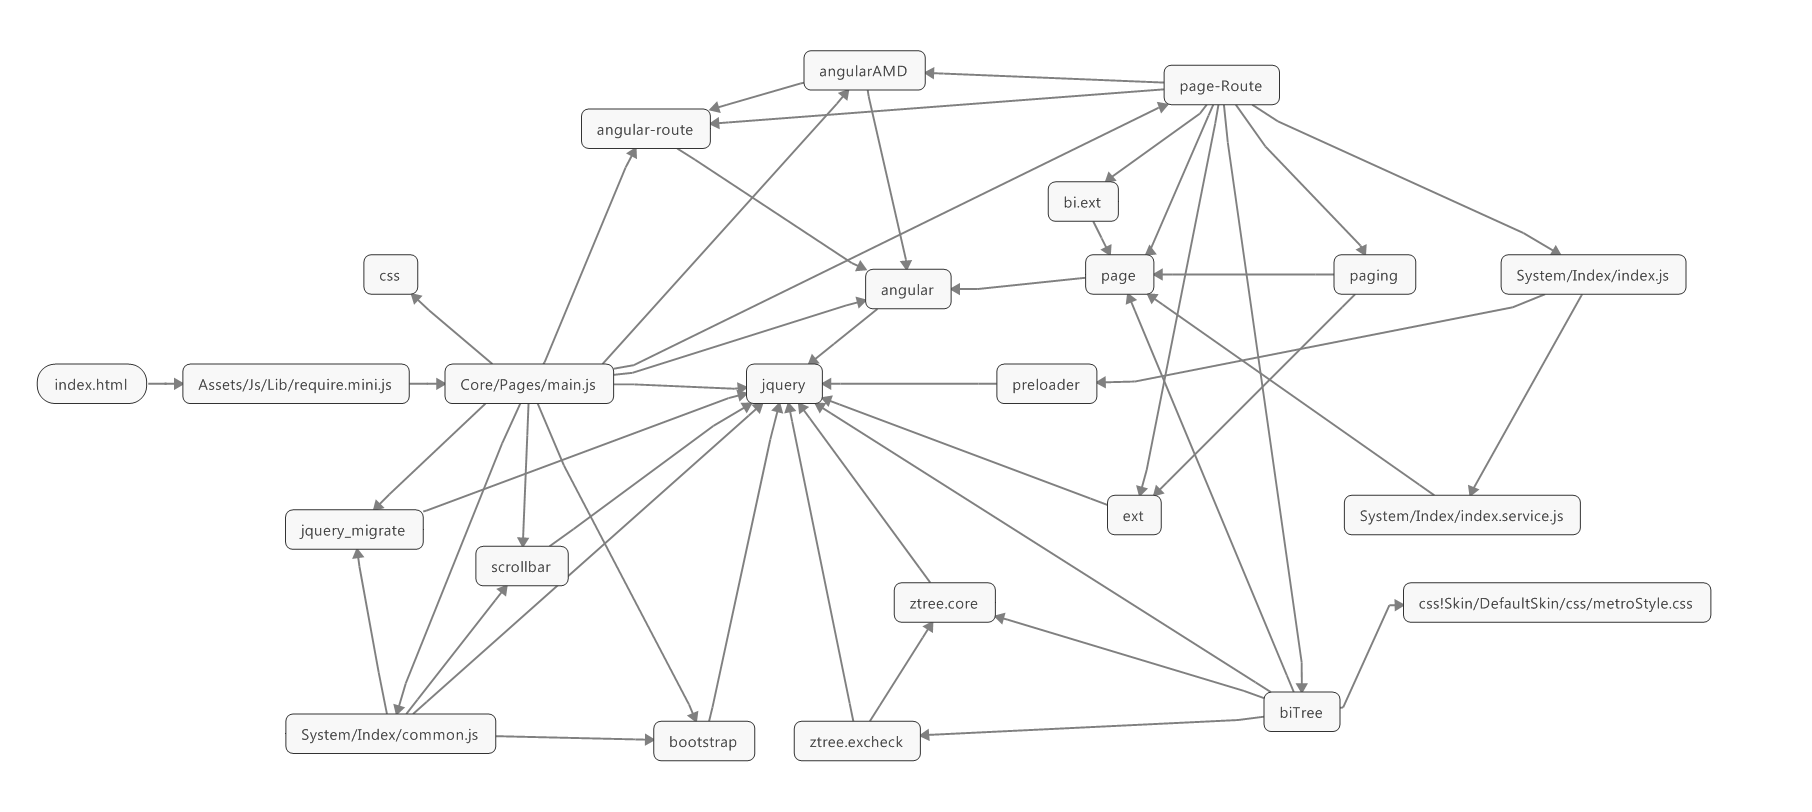 angularAMD
page-Route
angular-route
bi.ext
css
angular
page
paging
System/Index/index.js
index.html
Assets/Js/Lib/require.mini.js
Core/Pages/main.js
jquery
preloader
jquery_migrate
ext
System/Index/index.service.js
scrollbar
ztree.core
css!Skin/DefaultSkin/css/metroStyle.css
System/Index/common.js
bootstrap
ztree.excheck
biTree